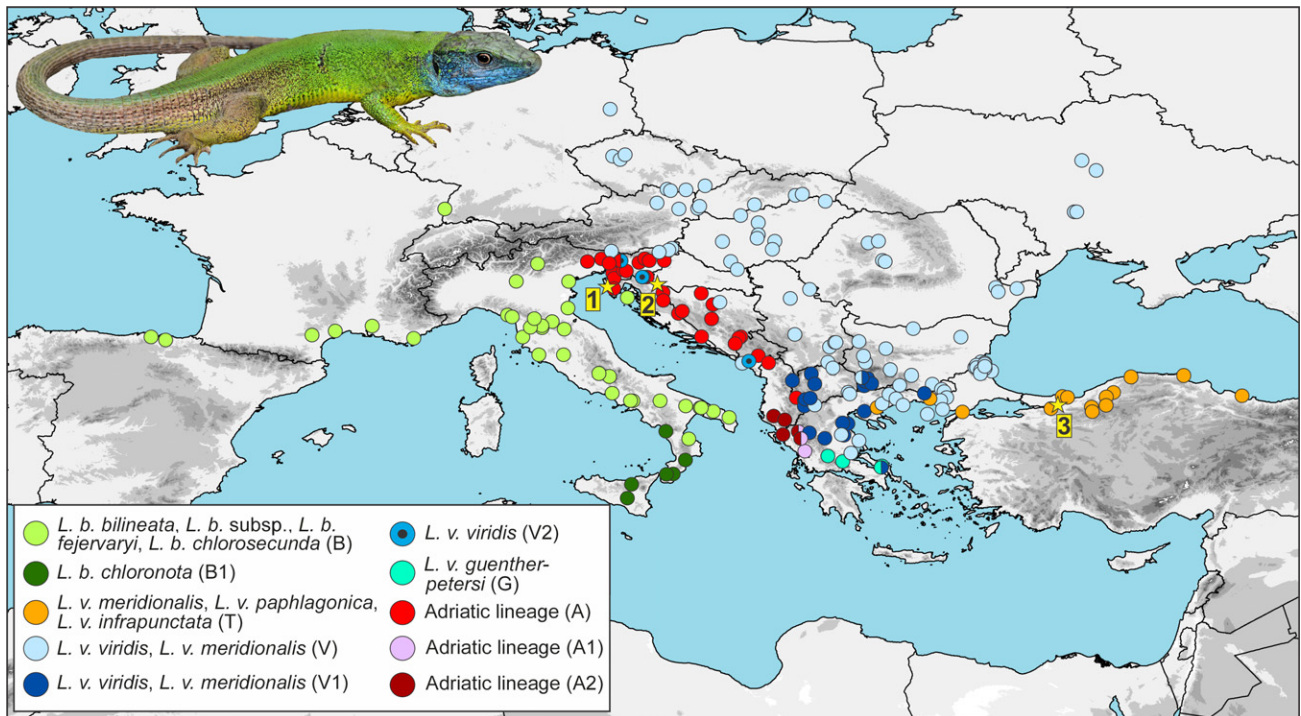 1
2
3
L. b. bilineata, L. b. subsp., L. b.
fejervaryi, L. b. chlorosecunda (B)
L. b. chloronota (B1)
L. v. meridionalis, L. v. paphlagonica,
L. v. infrapunctata (T)
L. v. viridis, L. v. meridionalis (V)
L. v. viridis, L. v. meridionalis (V1)
L. v. viridis (V2)
L. v. guenther-
petersi (G)
Adriatic lineage (A)
Adriatic lineage (A1)
Adriatic lineage (A2)